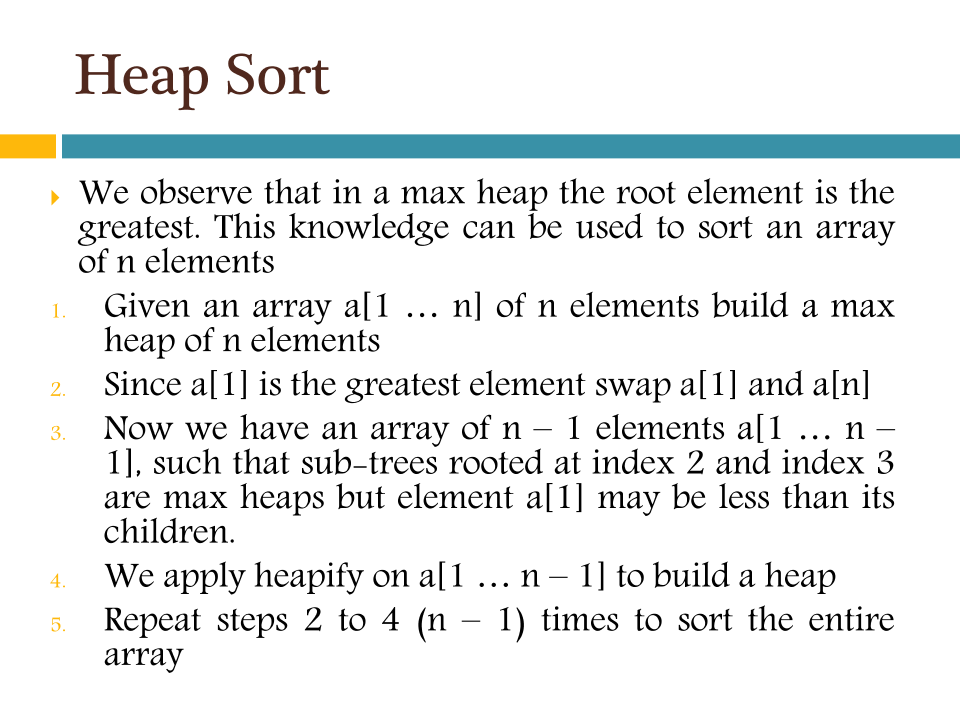 Heap Sort
We observe that in a max heap the root element is the
greatest. This knowledge can be used to sort an array
of n elements
1. Given an array a[1 … n] of n elements build a max
heap of n elements
2. Since a[1] is the greatest element swap a[1] and a[n]
3. Now we have an array of n – 1 elements a[1 … n –
1], such that sub-trees rooted at index 2 and index 3
are max heaps but element a[1] may be less than its
children.
4. We apply heapify on a[1 … n – 1] to build a heap
5. Repeat steps 2 to 4 (n – 1) times to sort the entire
array